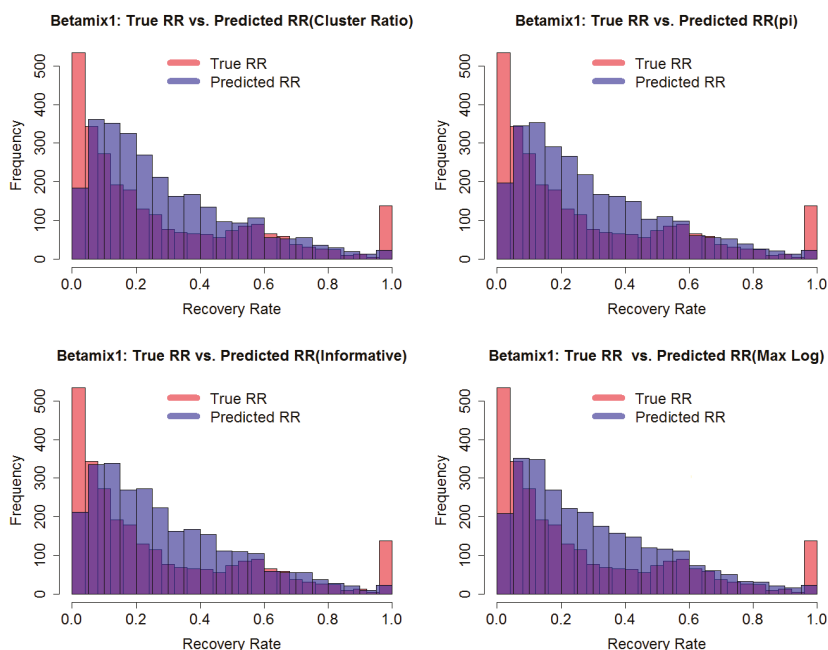 Betamix1: True RR vs. Predicted RR(Cluster Ratio)
True RR
Predicted RR
Frequency
0 100 200 300 400 500
0.0 0.2 0.4 0.6 0.8 1.0
Recovery Rate
Betamix1: True RR vs. Predicted RR(pi)
True RR
Predicted RR
Frequency
0 100 200 300 400 500
0.0 0.2 0.4 0.6 0.8 1.0
Recovery Rate
Betamix1: True RR vs. Predicted RR(Informative)
True RR
Predicted RR
Frequency
0 100 200 300 400 500
0.0 0.2 0.4 0.6 0.8 1.0
Recovery Rate
Betamix1: True RR  vs. Predicted RR(Max Log)
True RR
Predicted RR
Frequency
0 100 200 300 400 500
0.0 0.2 0.4 0.6 0.8 1.0
Recovery Rate